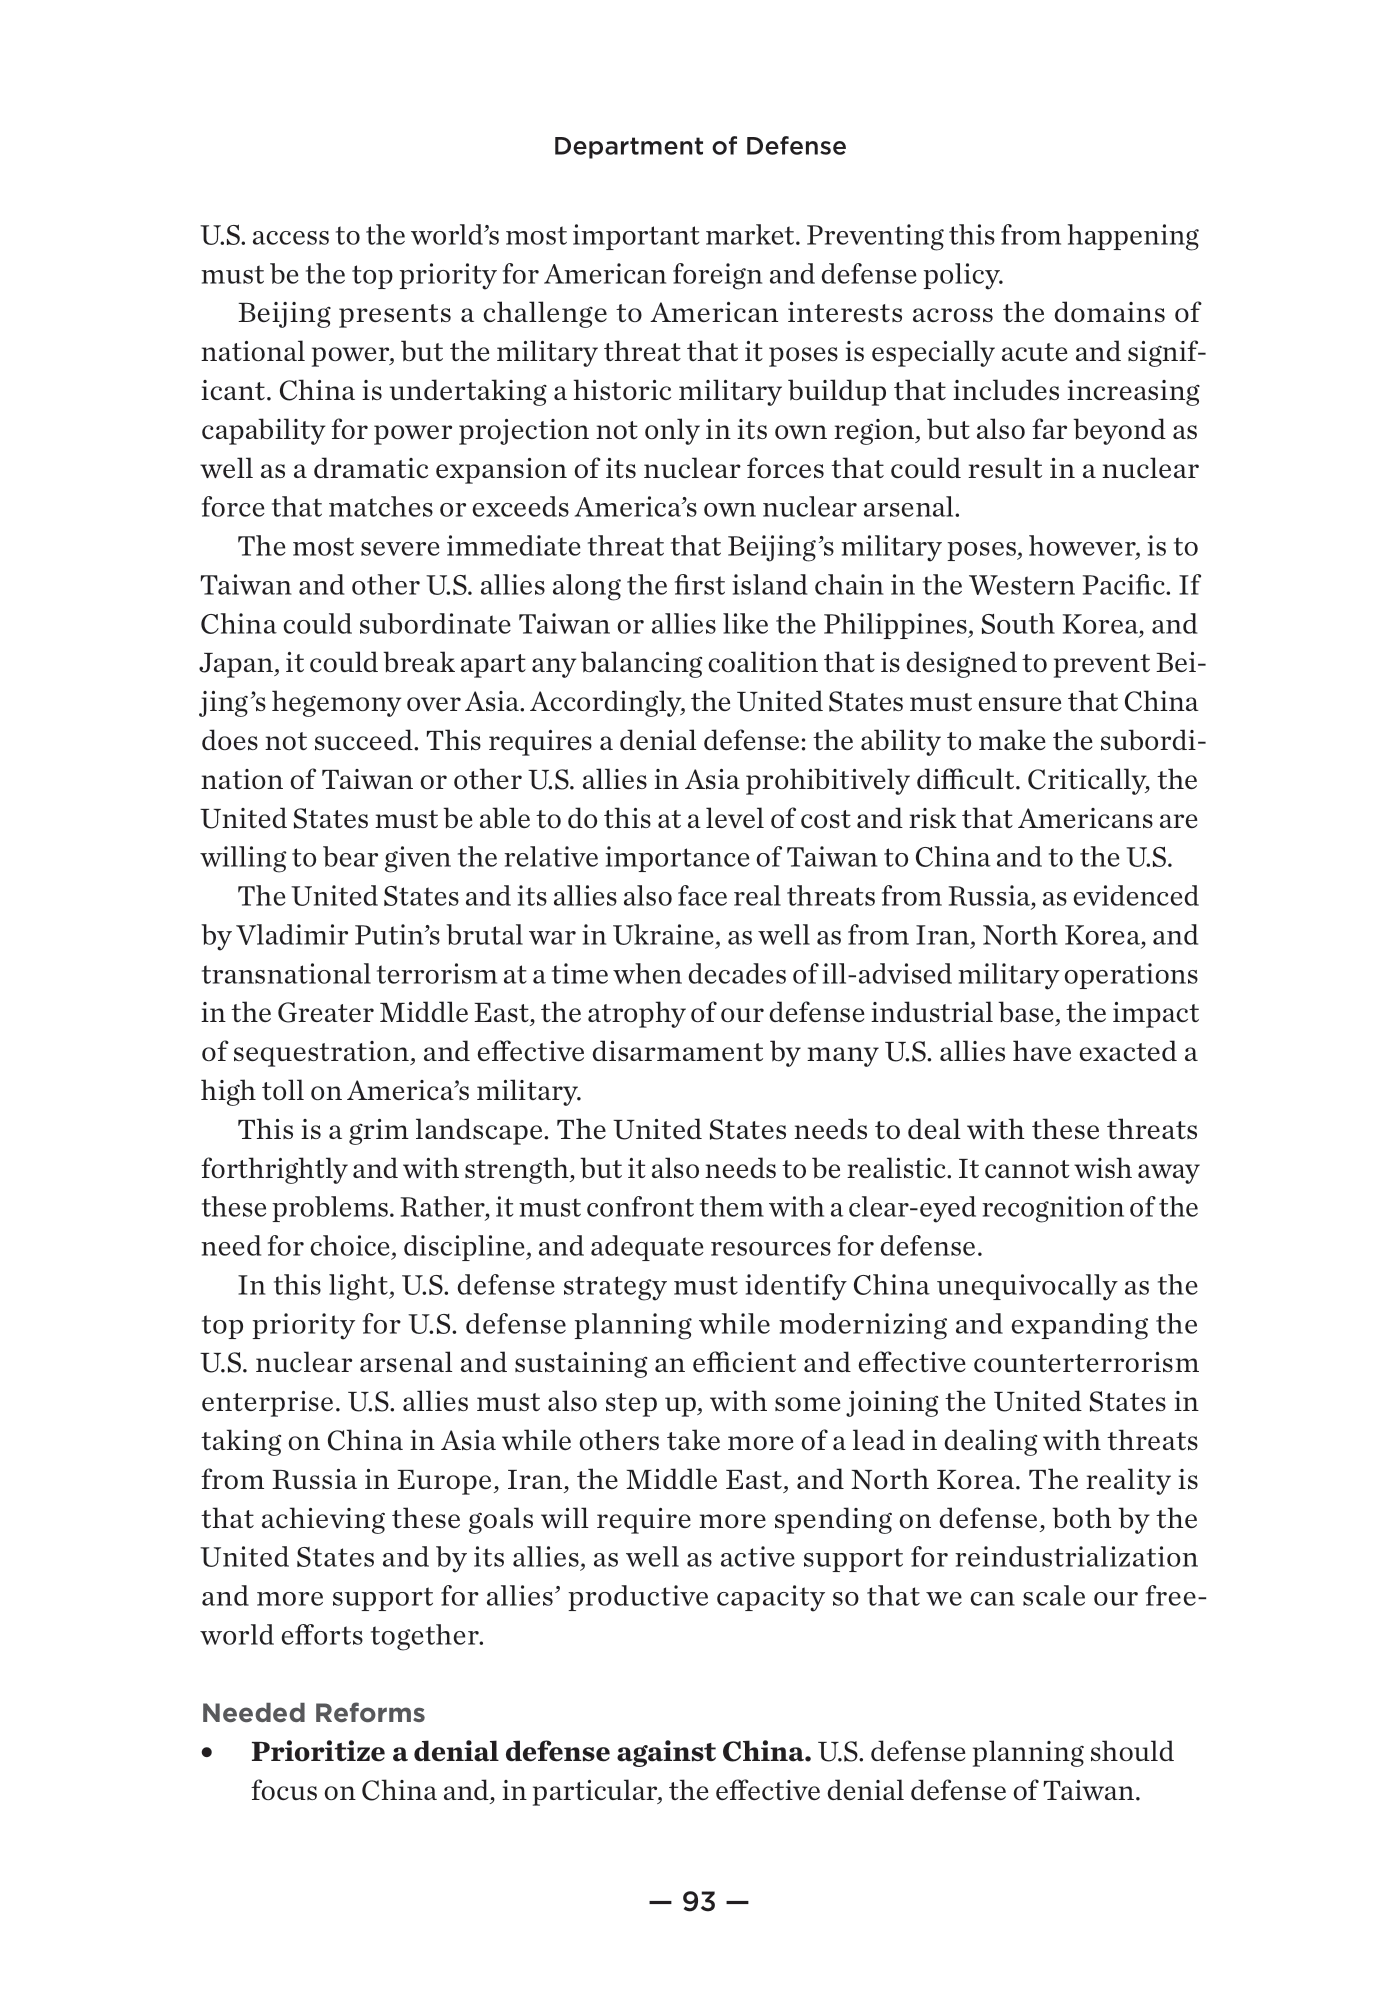 Department of Defense
U.S. access to the world’s most important market. Preventing this from happening
must be the top priority for American foreign and defense policy.
Beijing presents a challenge to American interests across the domains of
national power, but the military threat that it poses is especially acute and signif-
icant. China is undertaking a historic military buildup that includes increasing
capability for power projection not only in its own region, but also far beyond as
well as a dramatic expansion of its nuclear forces that could result in a nuclear
force that matches or exceeds America’s own nuclear arsenal.
The most severe immediate threat that Beijing’s military poses, however, is to
Taiwan and other U.S. allies along the first island chain in the Western Pacific. If
China could subordinate Taiwan or allies like the Philippines, South Korea, and
Japan, it could break apart any balancing coalition that is designed to prevent Bei-
jing’s hegemony over Asia. Accordingly, the United States must ensure that China
does not succeed. This requires a denial defense: the ability to make the subordi-
nation of Taiwan or other U.S. allies in Asia prohibitively difficult. Critically, the
United States must be able to do this at a level of cost and risk that Americans are
willing to bear given the relative importance of Taiwan to China and to the U.S.
The United States and its allies also face real threats from Russia, as evidenced
by Vladimir Putin’s brutal war in Ukraine, as well as from Iran, North Korea, and
transnational terrorism at a time when decades of ill-advised military operations
in the Greater Middle East, the atrophy of our defense industrial base, the impact
of sequestration, and effective disarmament by many U.S. allies have exacted a
high toll on America’s military.
This is a grim landscape. The United States needs to deal with these threats
forthrightly and with strength, but it also needs to be realistic. It cannot wish away
these problems. Rather, it must confront them with a clear-eyed recognition of the
need for choice, discipline, and adequate resources for defense.
In this light, U.S. defense strategy must identify China unequivocally as the
top priority for U.S. defense planning while modernizing and expanding the
U.S. nuclear arsenal and sustaining an efficient and effective counterterrorism
enterprise. U.S. allies must also step up, with some joining the United States in
taking on China in Asia while others take more of a lead in dealing with threats
from Russia in Europe, Iran, the Middle East, and North Korea. The reality is
that achieving these goals will require more spending on defense, both by the
United States and by its allies, as well as active support for reindustrialization
and more support for allies’ productive capacity so that we can scale our free-
world efforts together.
Needed Reforms
• Prioritize a denial defense against China. U.S. defense planning should
focus on China and, in particular, the effective denial defense of Taiwan.
— 93 —